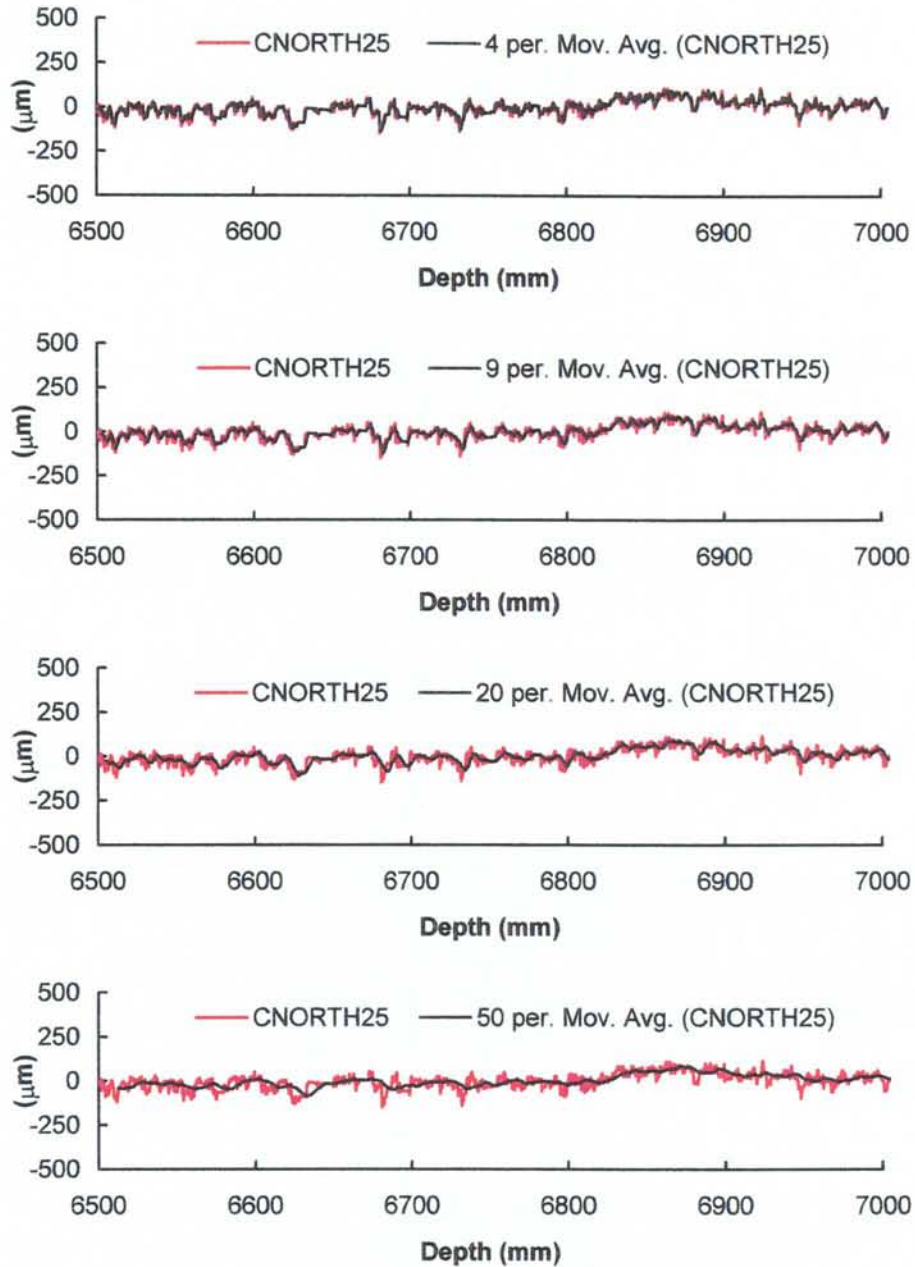 500
CNORTH25 4 per. Mov. Avg. (CNORTH25)
250
0
-250
-500
(µm)
6500 6600 6700 6800 6900 7000
Depth (mm)
500
CNORTH25 9 per. Mov. Avg. (CNORTH25)
250
0
-250
-500
(µm)
6500 6600 6700 6800 6900 7000
Depth (mm)
500
CNORTH25 20 per. Mov. Avg. (CNORTH25)
250
0
-250
-500
(µm)
6500 6600 6700 6800 6900 7000
Depth (mm)
500
CNORTH25 50 per. Mov. Avg. (CNORTH25)
250
0
-250
-500
(µm)
6500 6600 6700 6800 6900 7000
Depth (mm)